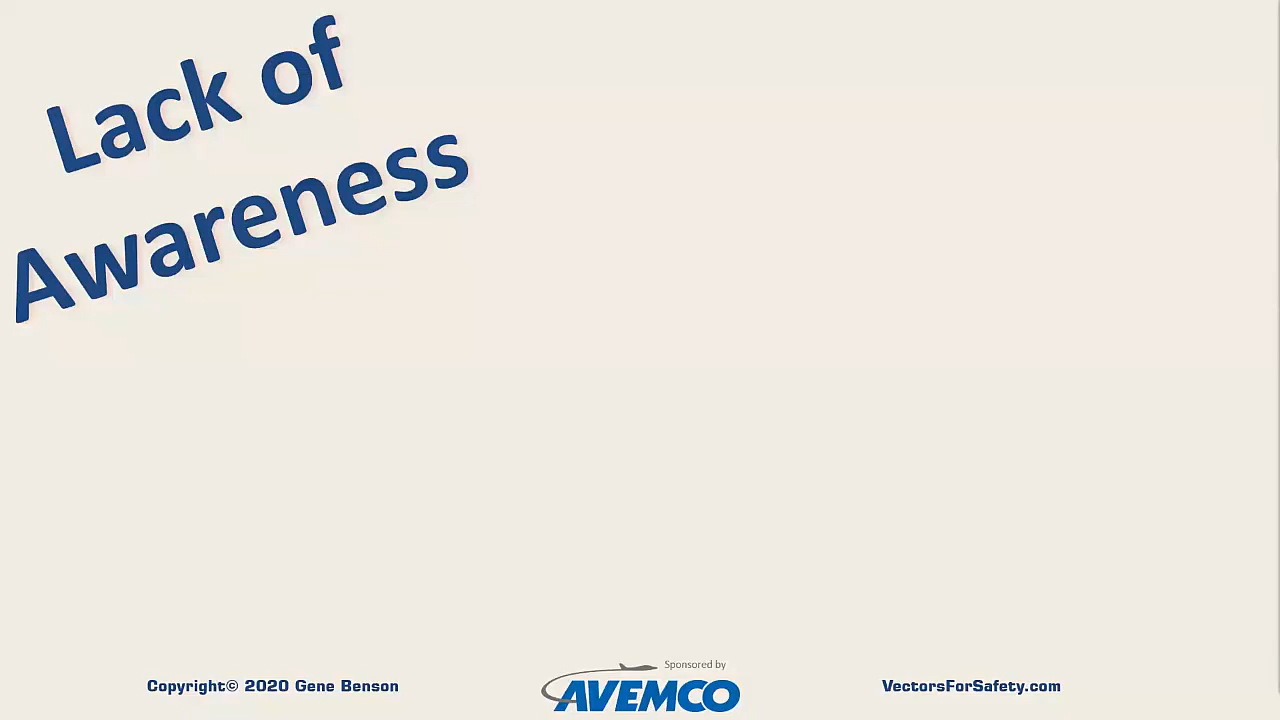 Lack of
Awareness
Sponsored by
AVEMCO
Copyright© 2020 Gene Benson
VectorsForSafety.com